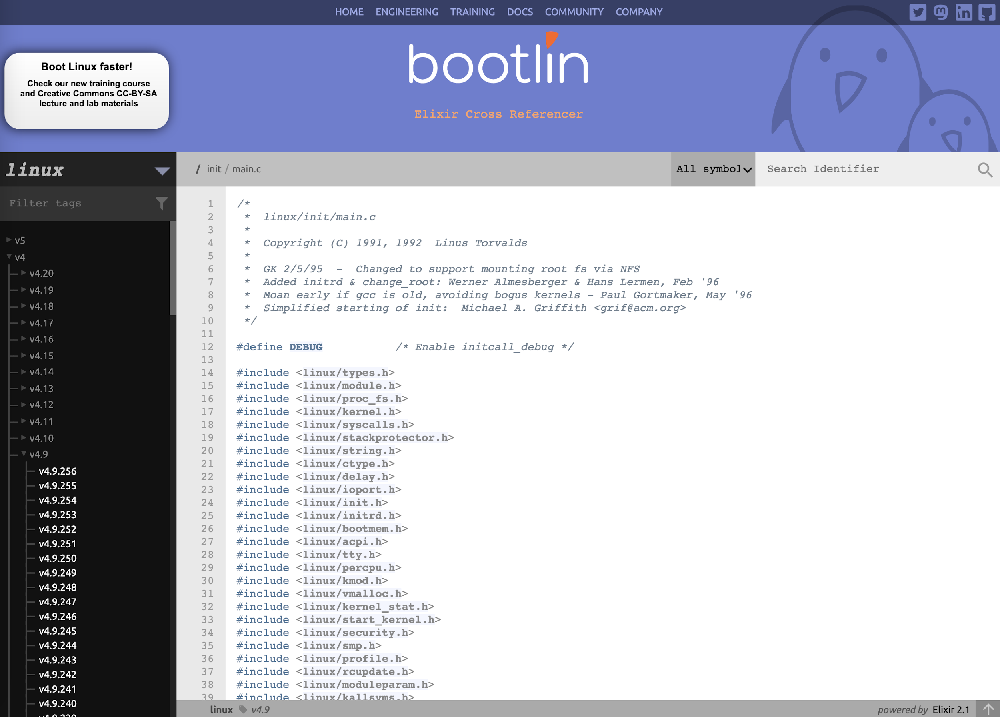 HOME ENGINEERING TRAINING DOCS COMMUNITY COMPANY
bootlin
Elixir Cross Referencer
Boot Linux faster!
Check our new training course
and Creative Commons CC-BY-SA
lecture and lab materials
linux
Filter tags
v5
v4
v4.20
v4.19
v4.18
v4.17
v4.16
v4.15
v4.14
v4.13
v4.12
v4.11
v4.10
v4.9
v4.9.256
v4.9.255
v4.9.254
v4.9.253
v4.9.252
v4.9.251
v4.9.250
v4.9.249
v4.9.248
v4.9.247
v4.9.246
v4.9.245
v4.9.244
v4.9.243
v4.9.242
v4.9.241
v4.9.240
/ init / main.c
All symbol
Search Identifier
1 /*
2 * linux/init/main.c
3 *
4 * Copyright (C) 1991, 1992 Linus Torvalds
5 *
6 * GK 2/5/95 - Changed to support mounting root fs via NFS
7 * Added initrd & change_root: Werner Almesberger & Hans Lermen, Feb '96
8 * Moan early if gcc is old, avoiding bogus kernels - Paul Gortmaker, May '96
9 * Simplified starting of init: Michael A. Griffith <grif@acm.org>
10 */
11
12 #define DEBUG /* Enable initcall_debug */
13
14 #include <linux/types.h>
15 #include <linux/module.h>
16 #include <linux/proc_fs.h>
17 #include <linux/kernel.h>
18 #include <linux/syscalls.h>
19 #include <linux/stackprotector.h>
20 #include <linux/string.h>
21 #include <linux/ctype.h>
22 #include <linux/delay.h>
23 #include <linux/ioport.h>
24 #include <linux/init.h>
25 #include <linux/initrd.h>
26 #include <linux/bootmem.h>
27 #include <linux/acpi.h>
28 #include <linux/tty.h>
29 #include <linux/percpu.h>
30 #include <linux/kmod.h>
31 #include <linux/vmalloc.h>
32 #include <linux/kernel_stat.h>
33 #include <linux/start_kernel.h>
34 #include <linux/security.h>
35 #include <linux/smp.h>
36 #include <linux/profile.h>
37 #include <linux/rcupdate.h>
38 #include <linux/moduleparam.h>
39 #include <linux/kallsyms.h>
linux v4.9
powered by Elixir 2.1